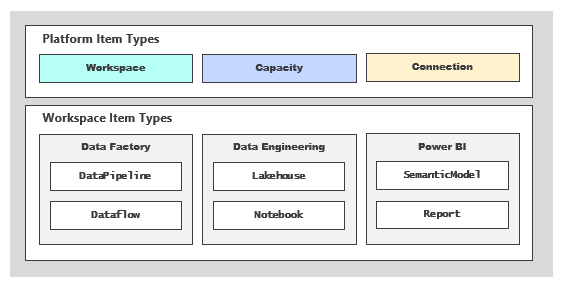 Platform Item Types
Workspace
Capacity
Connection
Workspace Item Types
Data Factory
DataPipeline
Dataflow
Data Engineering
Lakehouse
Notebook
Power BI
SemanticModel
Report